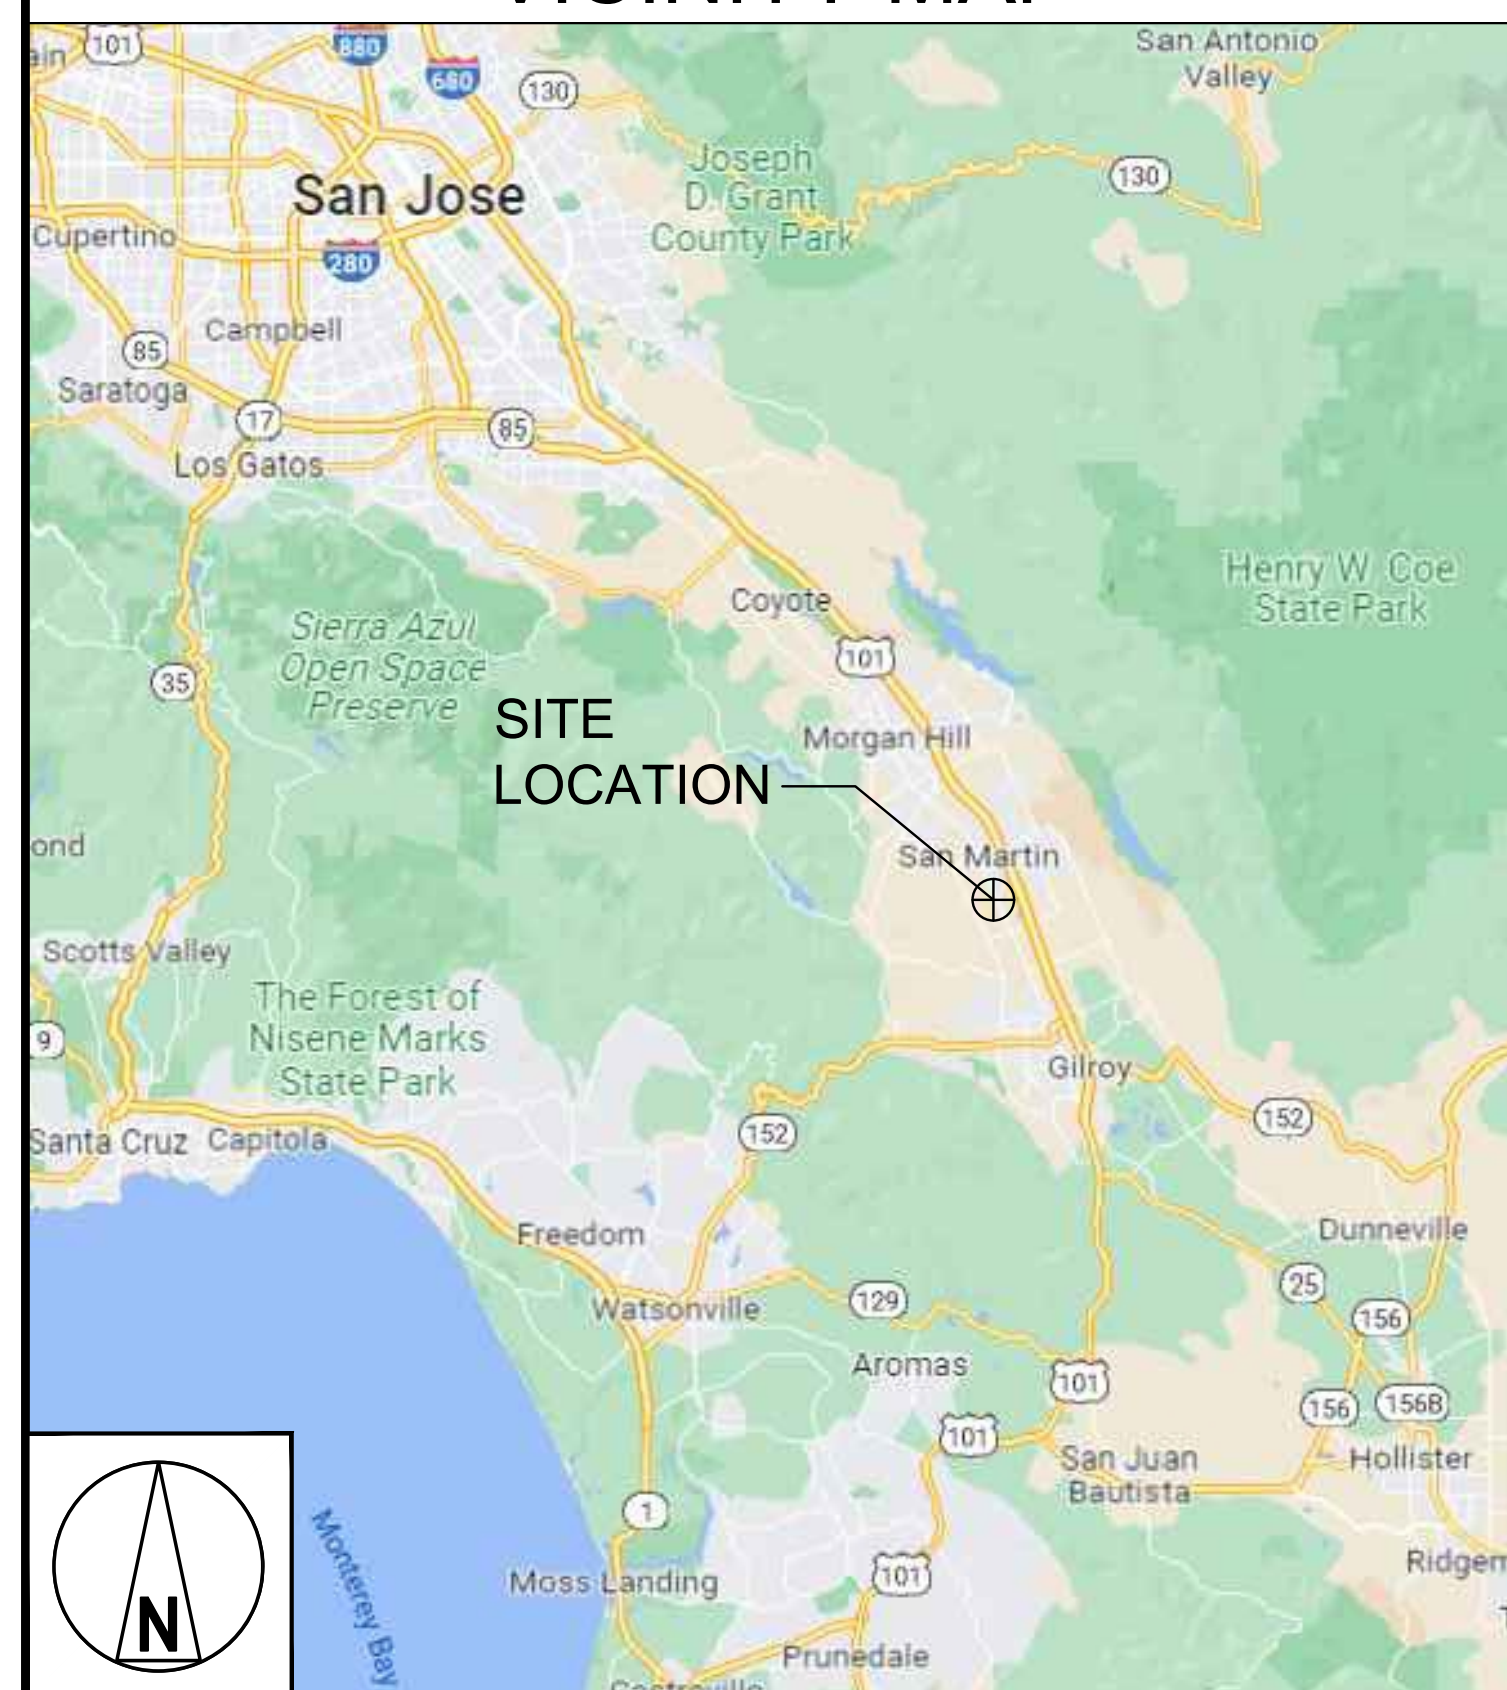 VICINITY MAP
101
880
680
130
San Antonio
Valley
Joseph
D. Grant
County Park
130
San Jose
Cupertino
280
Campbell
85
Saratoga
17
85
Los Gatos
Henry W. Coe
State Park
Coyote
Sierra Azul
Open Space
Preserve
101
35
SITE
LOCATION
Morgan Hill
ond
San Martin
Scotts Valley
The Forest of
Nisene Marks
State Park
9
Gilroy
152
152
Santa Cruz
Capitola
Freedom
Dunneville
25
129
Watsonville
156
Aromas
101
156
156B
101
San Juan
Bautista
Hollister
1
Monterey Bay
Moss Landing
101
Ridgem
N
Prunedale